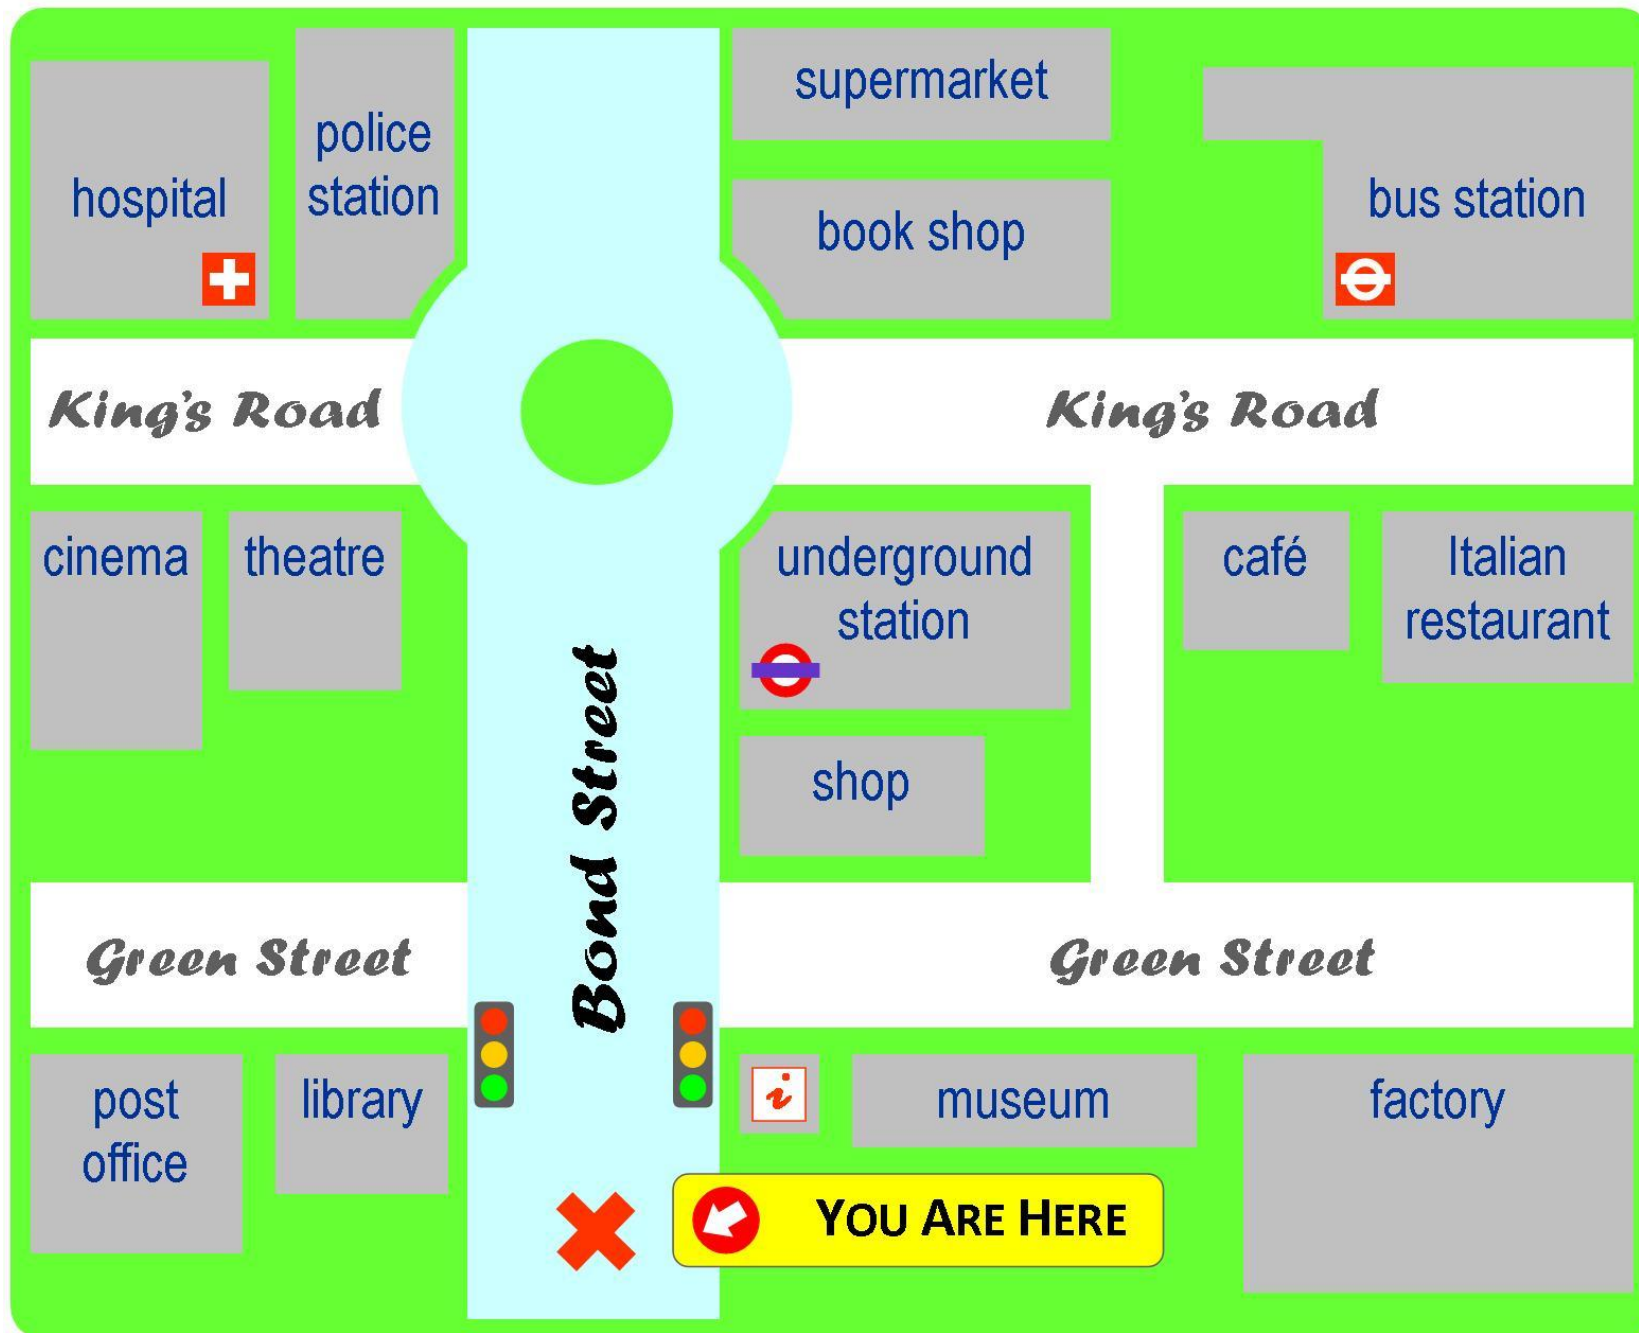 supermarket
police
station
hospital
bus station
book shop
King's Road
King's Road
cinema
theatre
underground
station
café
Italian
restaurant
shop
Bond Street
Green Street
Green Street
post
office
library
i
museum
factory
YOU ARE HERE